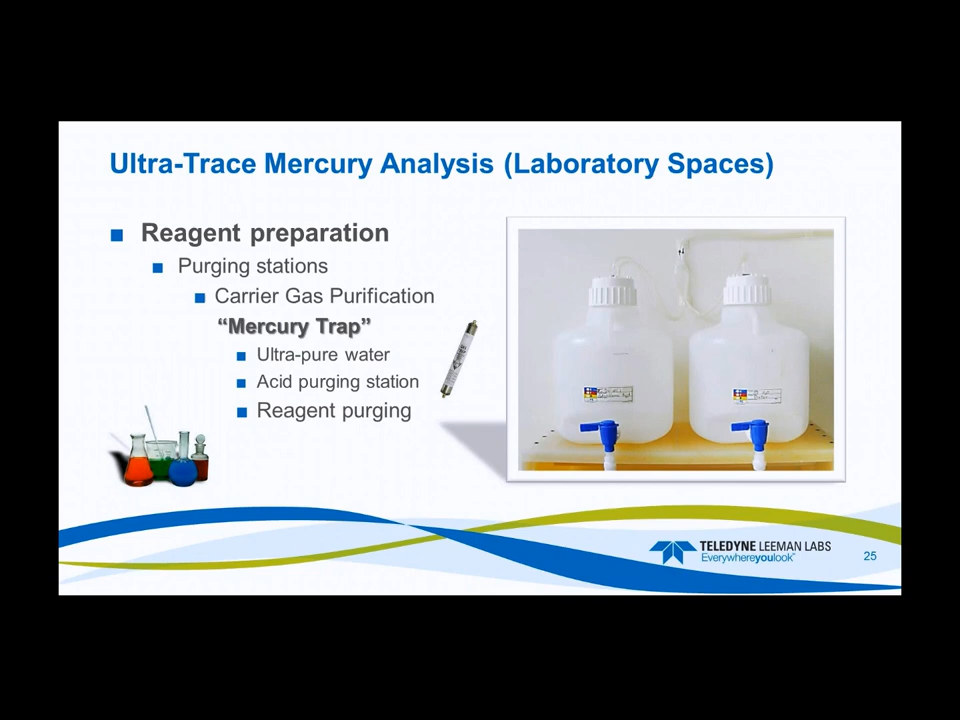 Ultra-Trace Mercury Analysis (Laboratory Spaces)
Reagent preparation
Purging stations
Carrier Gas Purification
“Mercury Trap”
Ultra-pure water
Acid purging station
Reagent purging
TELEDYNE LEEMAN LABS
Everywhereyoulook™
25